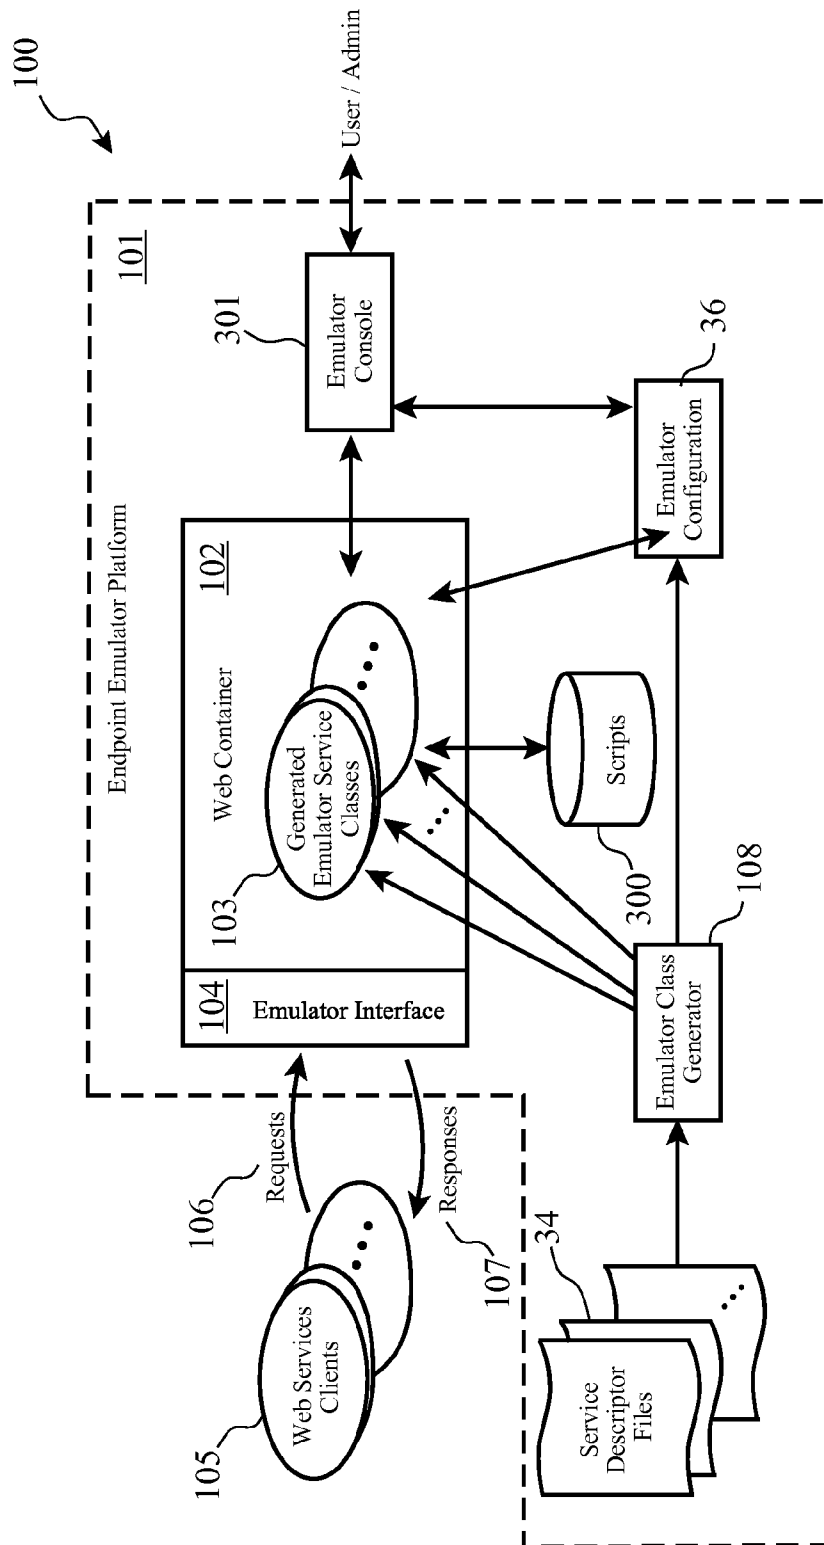 100
Endpoint Emulator Platform
101
105
Web Services
Clients
106
Requests
107
Responses
104
Emulator Interface
Web Container
102
103
Generated
Emulator Service
Classes
301
Emulator
Console
User / Admin
34
Service
Descriptor
Files
Emulator Class
Generator
108
Scripts
300
Emulator
Configuration
36